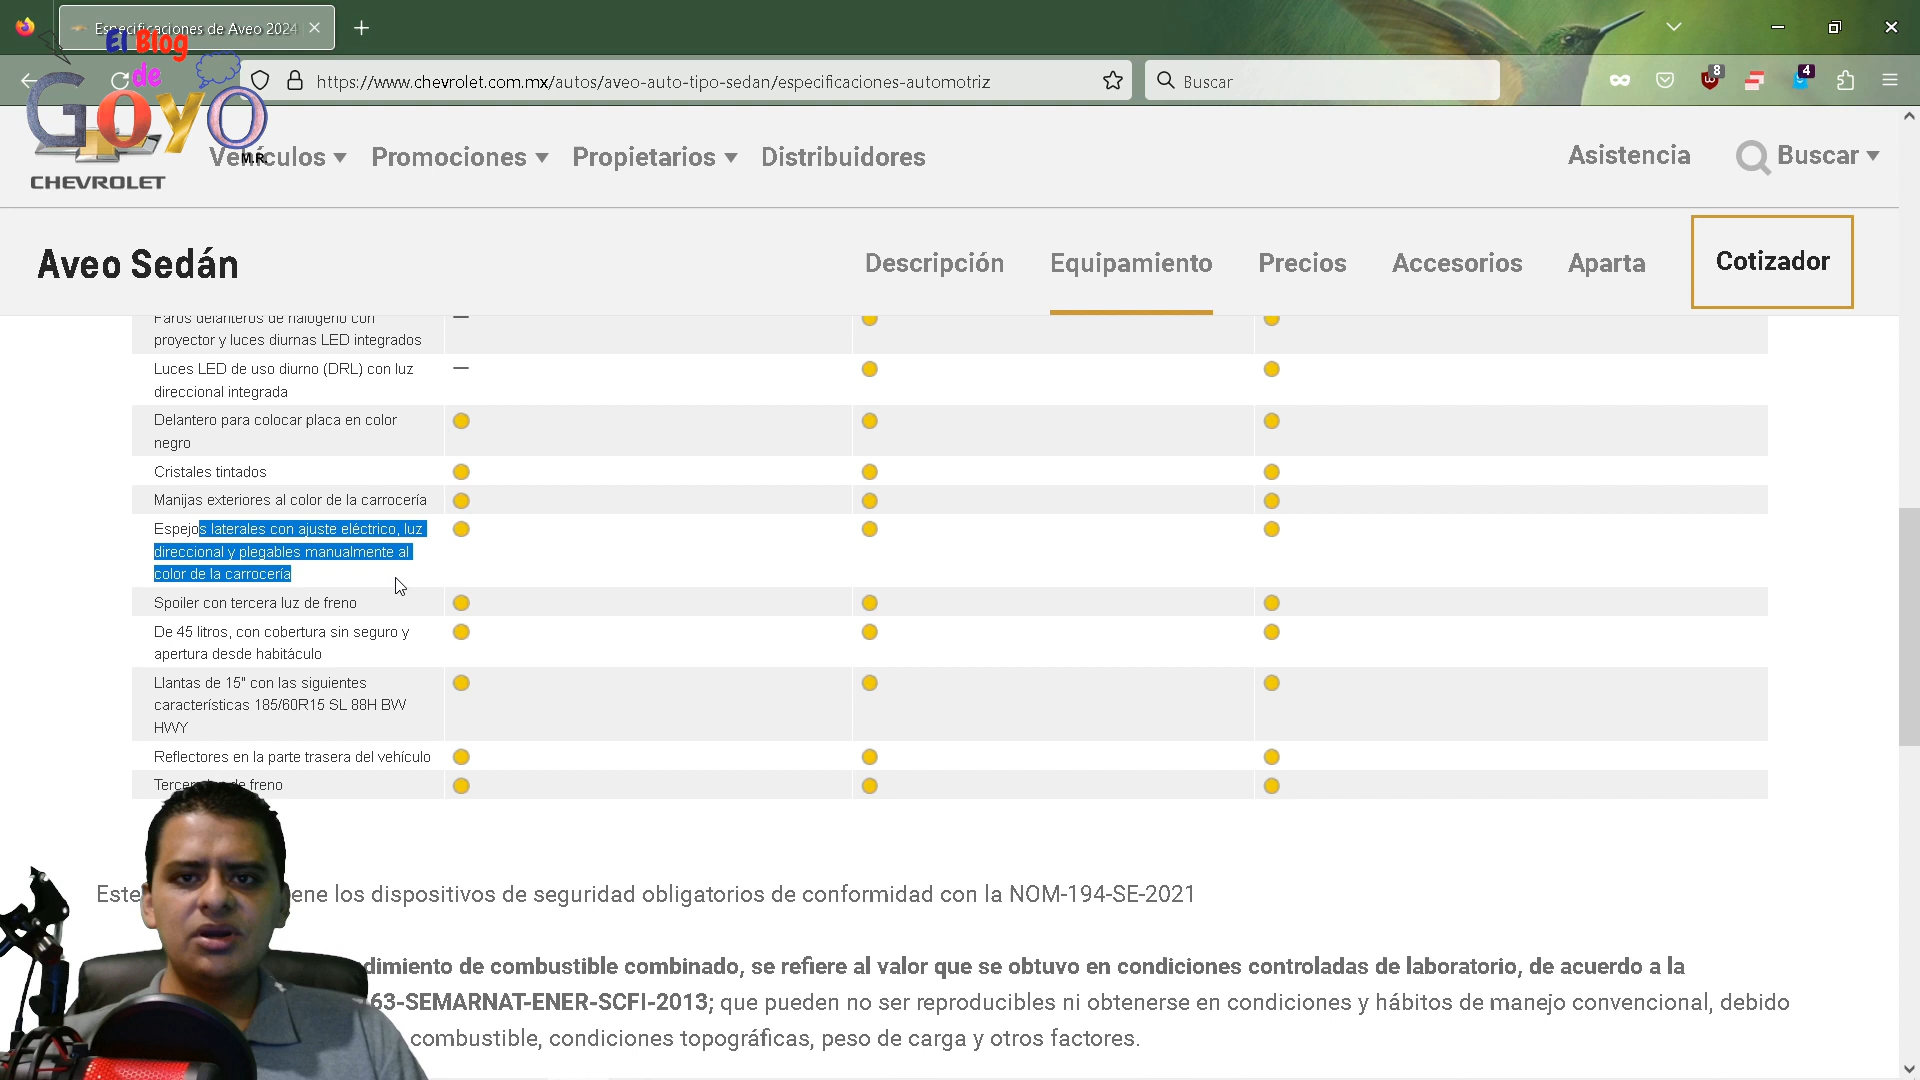 Especificaciones de Aveo 2024
El Blog
de
GoyO
M.R.
https://www.chevrolet.com.mx/autos/aveo-auto-tipo-sedan/especificaciones-automotriz
Buscar
8
4
CHEVROLET
Vehículos
Promociones
Propietarios
Distribuidores
Asistencia
Buscar
Aveo Sedán
Descripción
Equipamiento
Precios
Accesorios
Aparta
Cotizador
Faros delanteros de halógeno con
proyector y luces diurnas LED integrados
Luces LED de uso diurno (DRL) con luz
direccional integrada
Delantero para colocar placa en color
negro
Cristales tintados
Manijas exteriores al color de la carrocería
Espejos laterales con ajuste eléctrico, luz
direccional y plegables manualmente al
color de la carrocería
Spoiler con tercera luz de freno
De 45 litros, con cobertura sin seguro y
apertura desde habitáculo
Llantas de 15" con las siguientes
características 185/60R15 SL 88H BW
HWY
Reflectores en la parte trasera del vehículo
Tercera de freno
Este ene los dispositivos de seguridad obligatorios de conformidad con la NOM-194-SE-2021
dimiento de combustible combinado, se refiere al valor que se obtuvo en condiciones controladas de laboratorio, de acuerdo a la
63-SEMARNAT-ENER-SCFI-2013; que pueden no ser reproducibles ni obtenerse en condiciones y hábitos de manejo convencional, debido
combustible, condiciones topográficas, peso de carga y otros factores.